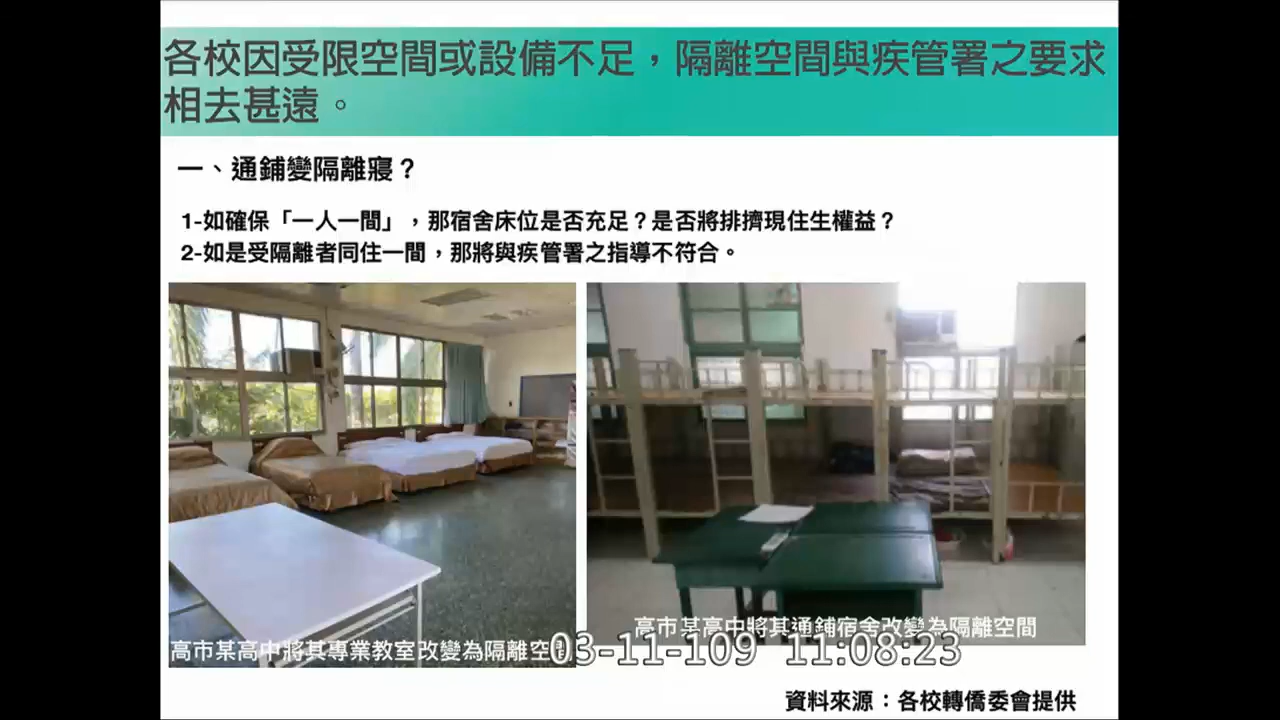 各校因受限空間或設備不足，隔離空間與疾管署之要求
相去甚遠。
一、通鋪變隔離寢？
1-如確保「一人一間」，那宿舍床位是否充足？是否將排擠現住生權益？
2-如是受隔離者同住一間，那將與疾管署之指導不符合。
高市某高中將其通鋪宿舍改變為隔離空間
高市某高中將其專業教室改變為隔離空間
03-11-109 11:08:23
資料來源：各校轉僑委會提供